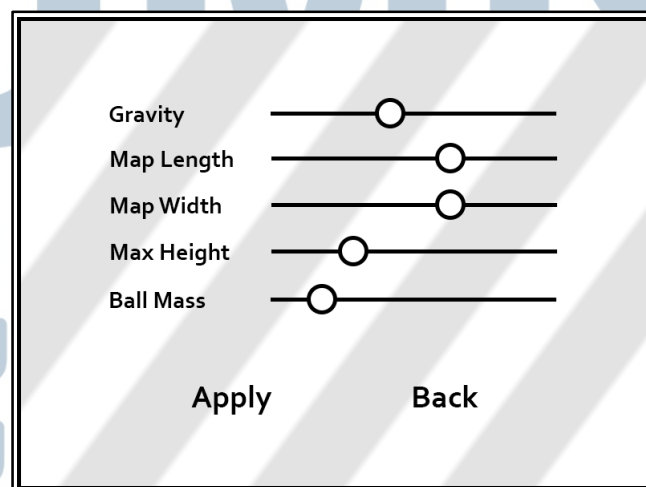 Gravity
Map Length
Map Width
Max Height
Ball Mass
Apply Back